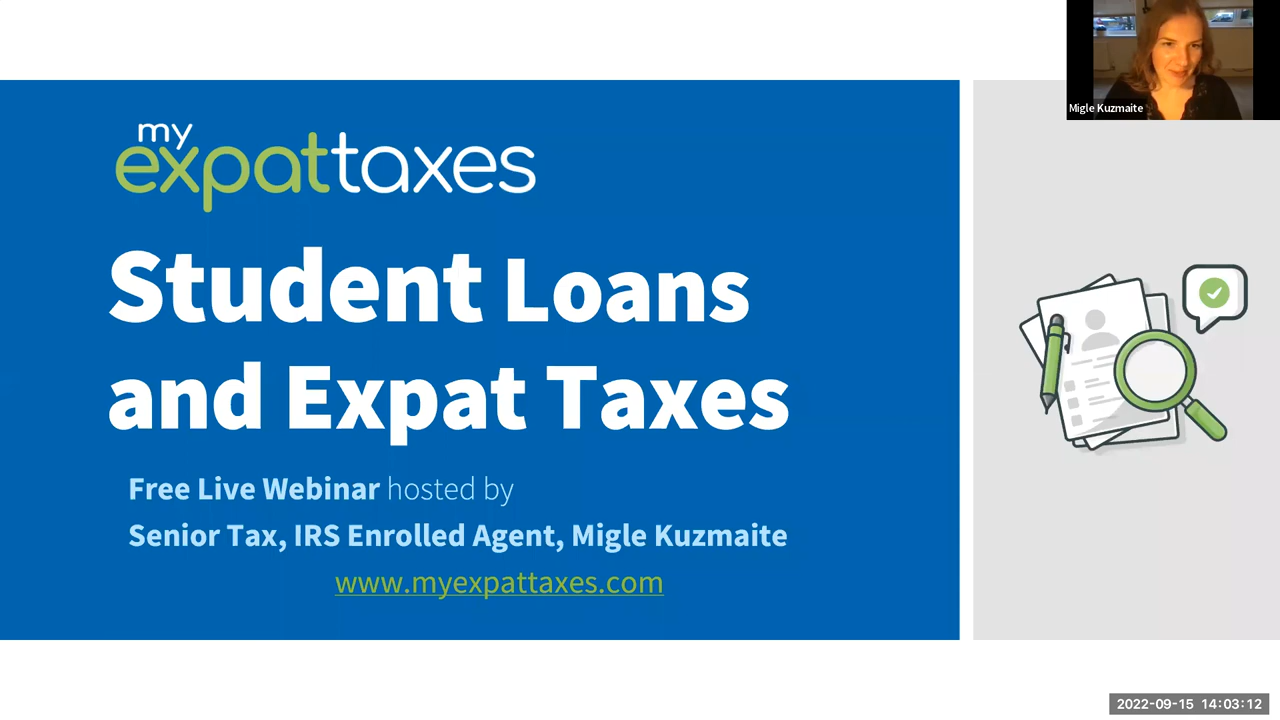 my
expattaxes
Student Loans
and Expat Taxes
Free Live Webinar hosted by
Senior Tax, IRS Enrolled Agent, Migle Kuzmaite
www.myexpattaxes.com
Migle Kuzmaite
2022-09-15 14:03:12